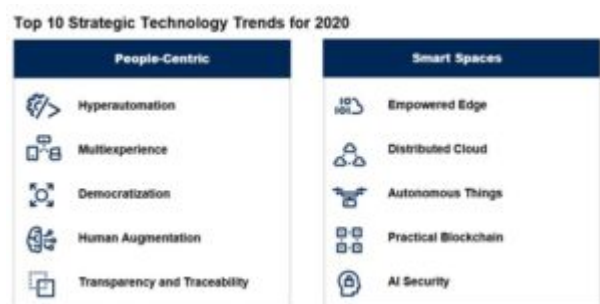 Top 10 Strategic Technology Trends for 2020
People-Centric
Hyperautomation
Multiexperience
Democratization
Human Augmentation
Transparency and Traceability
Smart Spaces
Empowered Edge
Distributed Cloud
Autonomous Things
Practical Blockchain
AI Security